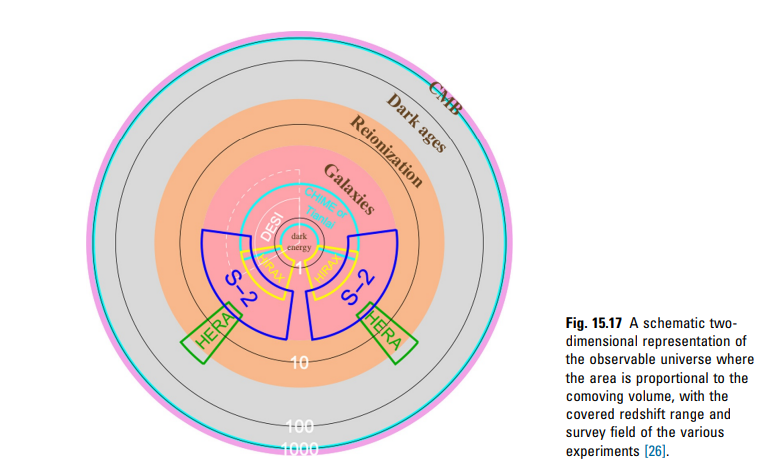 CMB
Dark ages
Reionization
Galaxies
CHIME or
Tianlai
DESI
dark
energy
1
HIRAX
HIRAX
S-2
S-2
HERA
HERA
10
100
1000
Fig. 15.17 A schematic two-
dimensional representation of
the observable universe where
the area is proportional to the
comoving volume, with the
covered redshift range and
survey field of the various
experiments [26].